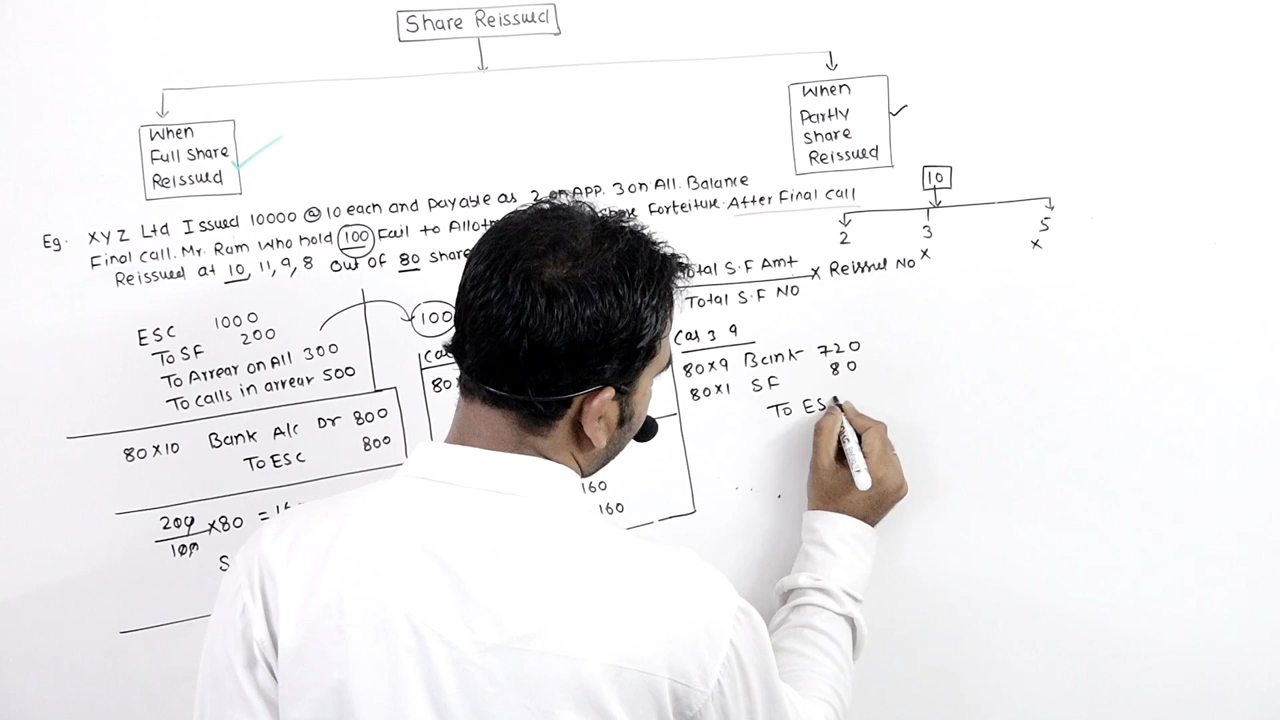 Share Reissued
When
Full Share
Reissued
When
Partly
Share
Reissued
Eg. XYZ Ltd Issued 10000 @ 10 each and payable as 2 on APP. 3 on All. Balance
Final call. Mr. Ram who hold 100 Fail to Allot Forfeiture. After Final call
Reissued at 10, 11, 9, 8 out of 80 share
10
2 3 5
x x
Total S.F Amt
Total S.F NO
x Reissue No
ESC 1000
To SF 200
To Arrear on All 300
To calls in arrear 500
100
80 x 10 Bank A/c Dr 800
To ESC 800
200
100
x 80 =
S
80
160
160
Cas 3 9
80x9 Bank 720
80x1 SF 80
To ES